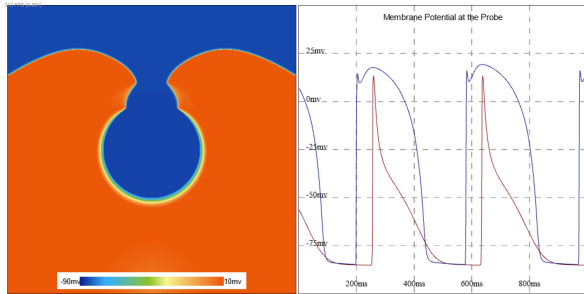 Membrane Potential at the Probe
25mv
0mv
-25mv
-50mv
-75mv
200ms 400ms 600ms 800ms
-90mv 10mv